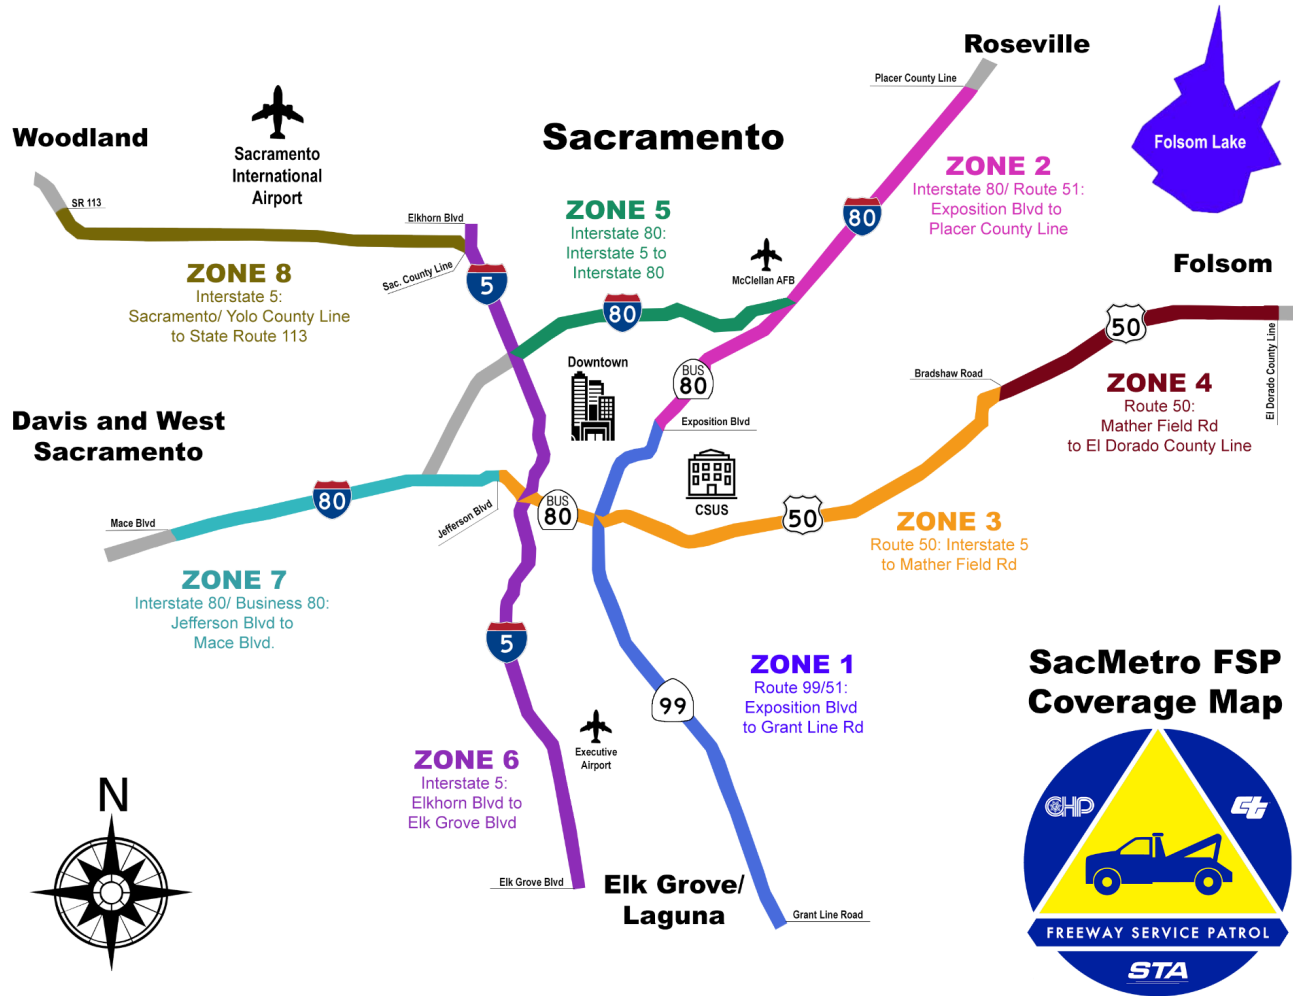 Roseville
Placer County Line
Folsom Lake
Woodland
Sacramento
International
Airport
Sacramento
ZONE 2
Interstate 80/ Route 51:
Exposition Blvd to
Placer County Line
80
SR 113
Elkhorn Blvd
ZONE 5
Interstate 80:
Interstate 5 to
Interstate 80
McClellan AFB
Folsom
ZONE 8
Interstate 5:
Sacramento/ Yolo County Line
to State Route 113
Sac. County Line
5
80
50
El Dorado County Line
Downtown
BUS
80
Bradshaw Road
ZONE 4
Route 50:
Mather Field Rd
to El Dorado County Line
Davis and West
Sacramento
Exposition Blvd
CSUS
80
Mace Blvd
Jefferson Blvd
BUS
80
50
ZONE 3
Route 50: Interstate 5
to Mather Field Rd
ZONE 7
Interstate 80/ Business 80:
Jefferson Blvd to
Mace Blvd.
5
ZONE 1
Route 99/51:
Exposition Blvd
to Grant Line Rd
99
SacMetro FSP
Coverage Map
Executive
Airport
ZONE 6
Interstate 5:
Elkhorn Blvd to
Elk Grove Blvd
N
Elk Grove Blvd
Elk Grove/
Laguna
Grant Line Road
CHP
ct
FREEWAY SERVICE PATROL
STA